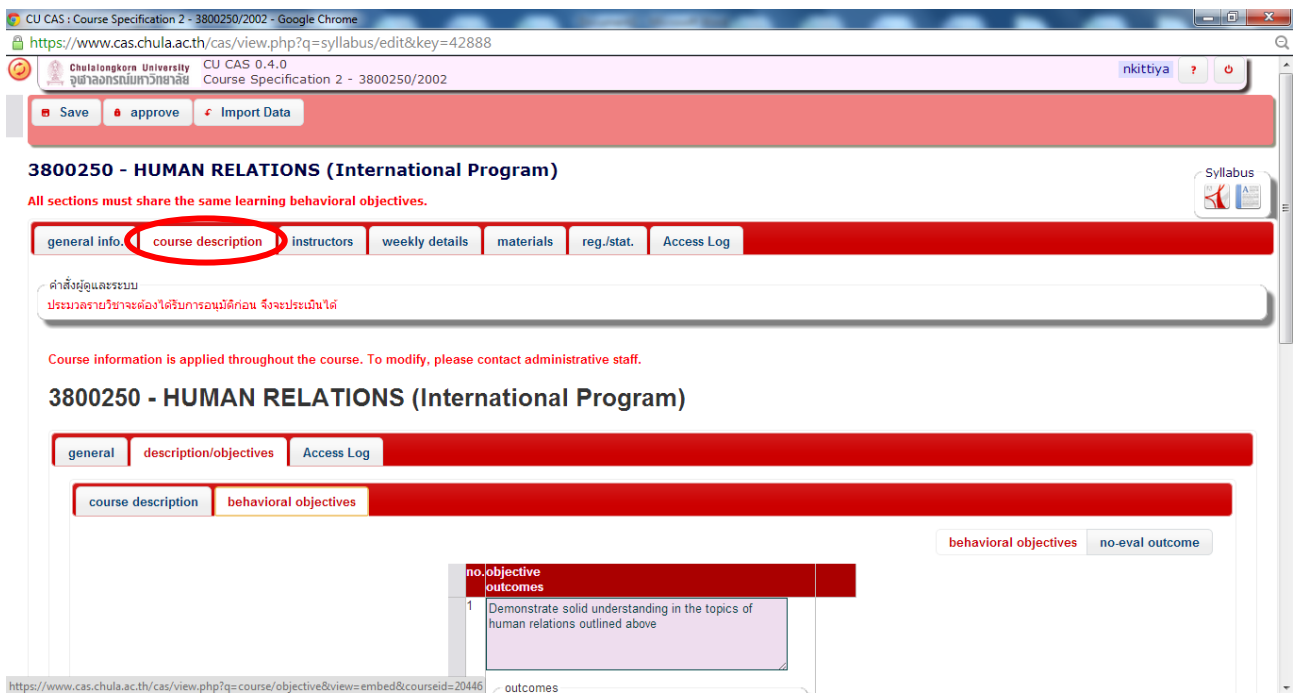 CU CAS : Course Specification 2 - 3800250/2002 - Google Chrome
https://www.cas.chula.ac.th/cas/view.php?q=syllabus/edit&key=42888
Chulalongkorn University
จุฬาลงกรณ์มหาวิทยาลัย
CU CAS 0.4.0
Course Specification 2 - 3800250/2002
nkittiya ?
Save approve Import Data
3800250 - HUMAN RELATIONS (International Program)
Syllabus
All sections must share the same learning behavioral objectives.
general info. course description instructors weekly details materials reg./stat. Access Log
คำสั่งผู้ดูและระบบ
ประมวลรายวิชาจะต้องได้รับการอนุมัติก่อน จึงจะประเมินได้
Course information is applied throughout the course. To modify, please contact administrative staff.
3800250 - HUMAN RELATIONS (International Program)
general description/objectives Access Log
course description behavioral objectives
behavioral objectives no-eval outcome
no. objective
outcomes
1 Demonstrate solid understanding in the topics of
human relations outlined above
outcomes
https://www.cas.chula.ac.th/cas/view.php?q=course/objective&view=embed&courseid=20446